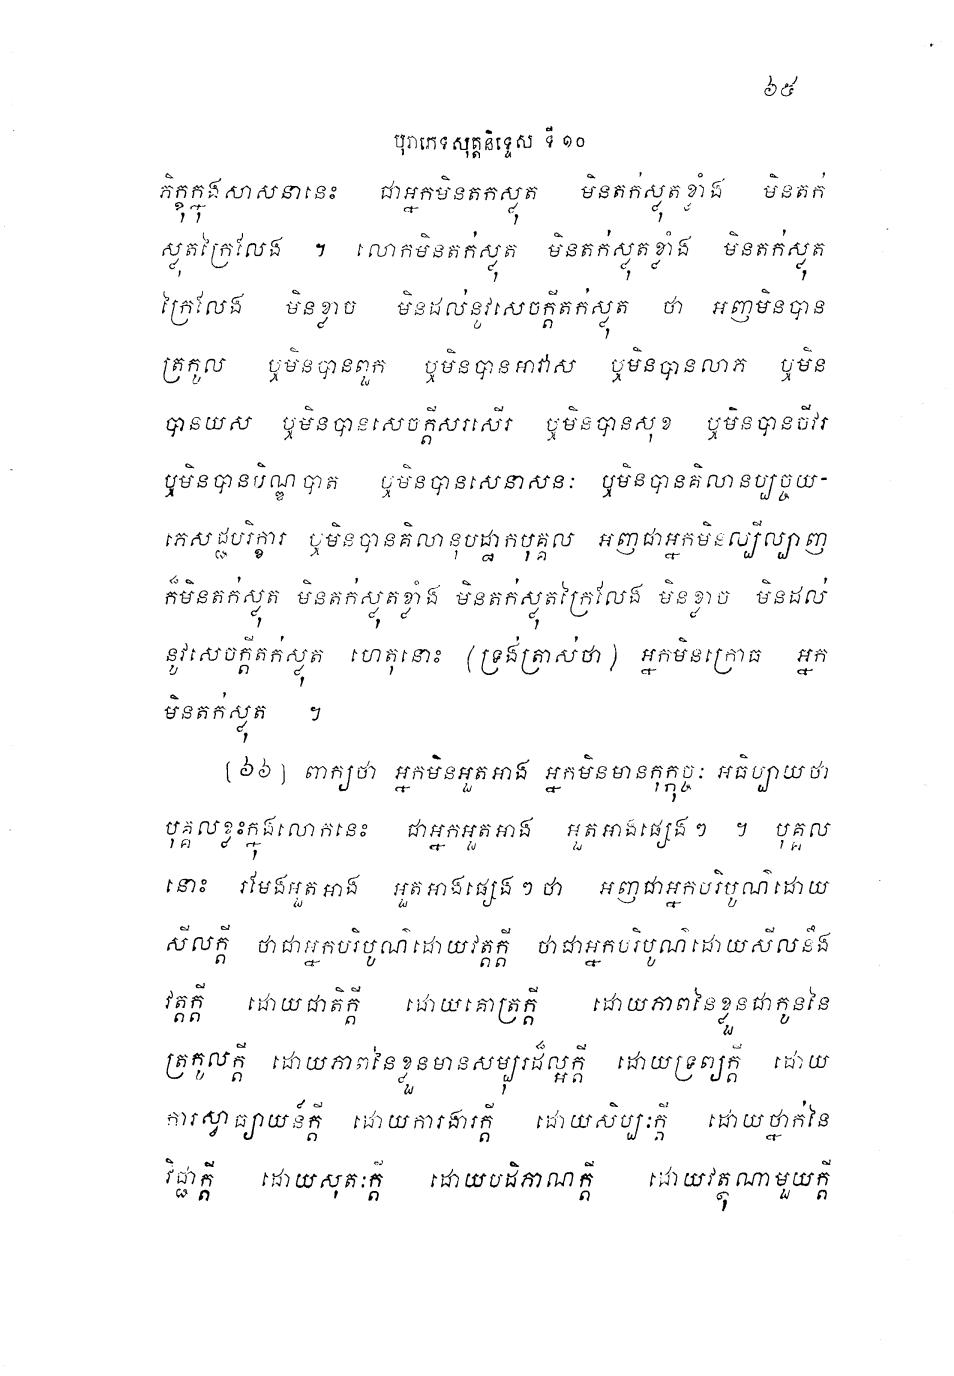 ៦៥
បុរាភេទសុត្តនិទ្ទេស ទី ១០
ភិក្ខុក្នុងសាសនានេះ ជាអ្នកមិនតក់ស្លុត មិនតក់ស្លុតខ្លាំង មិនតក់
ស្លុតក្រៃលែង ។ លោកមិនតក់ស្លុត មិនតក់ស្លុតខ្លាំង មិនតក់ស្លុត
ក្រៃលែង មិនខ្លាច មិនដល់នូវសេចក្តីតក់ស្លុត ថា អញមិនបាន
ត្រកូល ឬមិនបានពួក ឬមិនបានអាវាស ឬមិនបានលាភ ឬមិន
បានយស ឬមិនបានសេចក្តីសរសើរ ឬមិនបានសុខ ឬមិនបានចីវរ
ឬមិនបានបិណ្ឌបាត ឬមិនបានសេនាសនៈ ឬមិនបានគិលានប្បច្ចយ-
ភេសជ្ជបរិក្ខារ ឬមិនបានគិលានុបដ្ឋាកបុគ្គល អញជាអ្នកមិនល្បីល្បាញ
ក៏មិនតក់ស្លុត មិនតក់ស្លុតខ្លាំង មិនតក់ស្លុតក្រៃលែង មិនខ្លាច មិនដល់
នូវសេចក្តីតក់ស្លុត ហេតុនោះ (ទ្រង់ត្រាស់ថា) អ្នកមិនក្រោធ អ្នក
មិនតក់ស្លុត ។
(៦៦) ពាក្យថា អ្នកមិនអួតអាង អ្នកមិនមានកុក្កុច្ចៈ អធិប្បាយថា
បុគ្គលខ្លះក្នុងលោកនេះ ជាអ្នកអួតអាង អួតអាងផ្សេងៗ ។ បុគ្គល
នោះ រមែងអួតអាង អួតអាងផ្សេងៗ ថា អញជាអ្នកបរិបូណ៌ដោយ
សីលក្តី ថាជាអ្នកបរិបូណ៌ដោយវត្តក្តី ថាជាអ្នកបរិបូណ៌ដោយសីលនឹង
វត្តក្តី ដោយជាតិក្តី ដោយគោត្រក្តី ដោយភាពនៃខ្លួនជាកូននៃ
ត្រកូលក្តី ដោយភាពនៃខ្លួនមានសម្បុរដ៏ល្អក្តី ដោយទ្រព្យក្តី ដោយ
ការស្វាធ្យាយន៍ក្តី ដោយការងារក្តី ដោយសិប្បៈក្តី ដោយថ្នាក់នៃ
វិជ្ជាក្តី ដោយសុតៈក្តី ដោយបដិភាណក្តី ដោយវត្ថុណាមួយក្តី